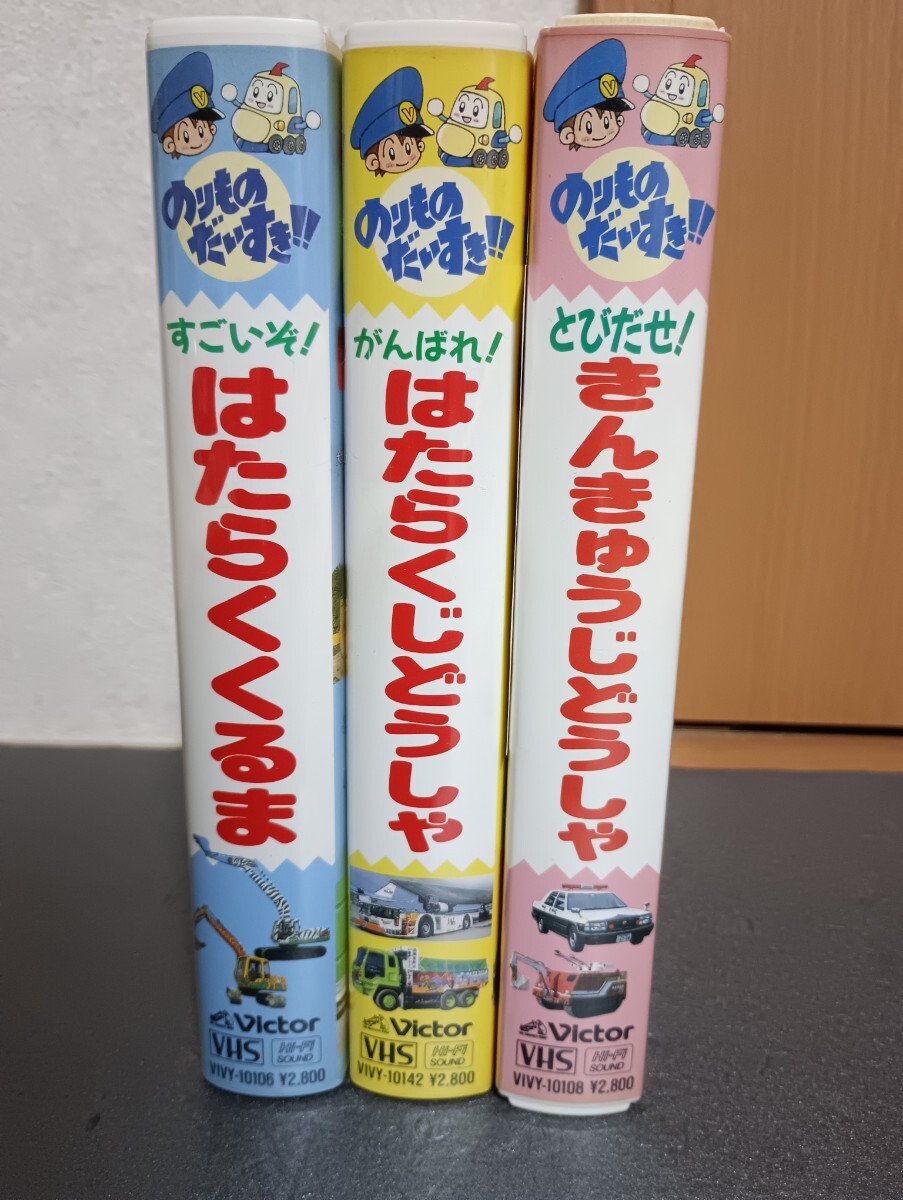 V
のりもの
だいすき!!
すごいぞ!
はたらくくるま
Victor
VHS
Hi-Fi
SOUND
VIVY-10106 ¥2,800
V
のりもの
だいすき!!
がんばれ!
はたらくじどうしゃ
Victor
VHS
Hi-Fi
SOUND
VIVY-10142 ¥2,800
V
のりもの
だいすき!!
とびだせ!
きんきゅうじどうしゃ
Victor
VHS
Hi-Fi
SOUND
VIVY-10108 ¥2,800